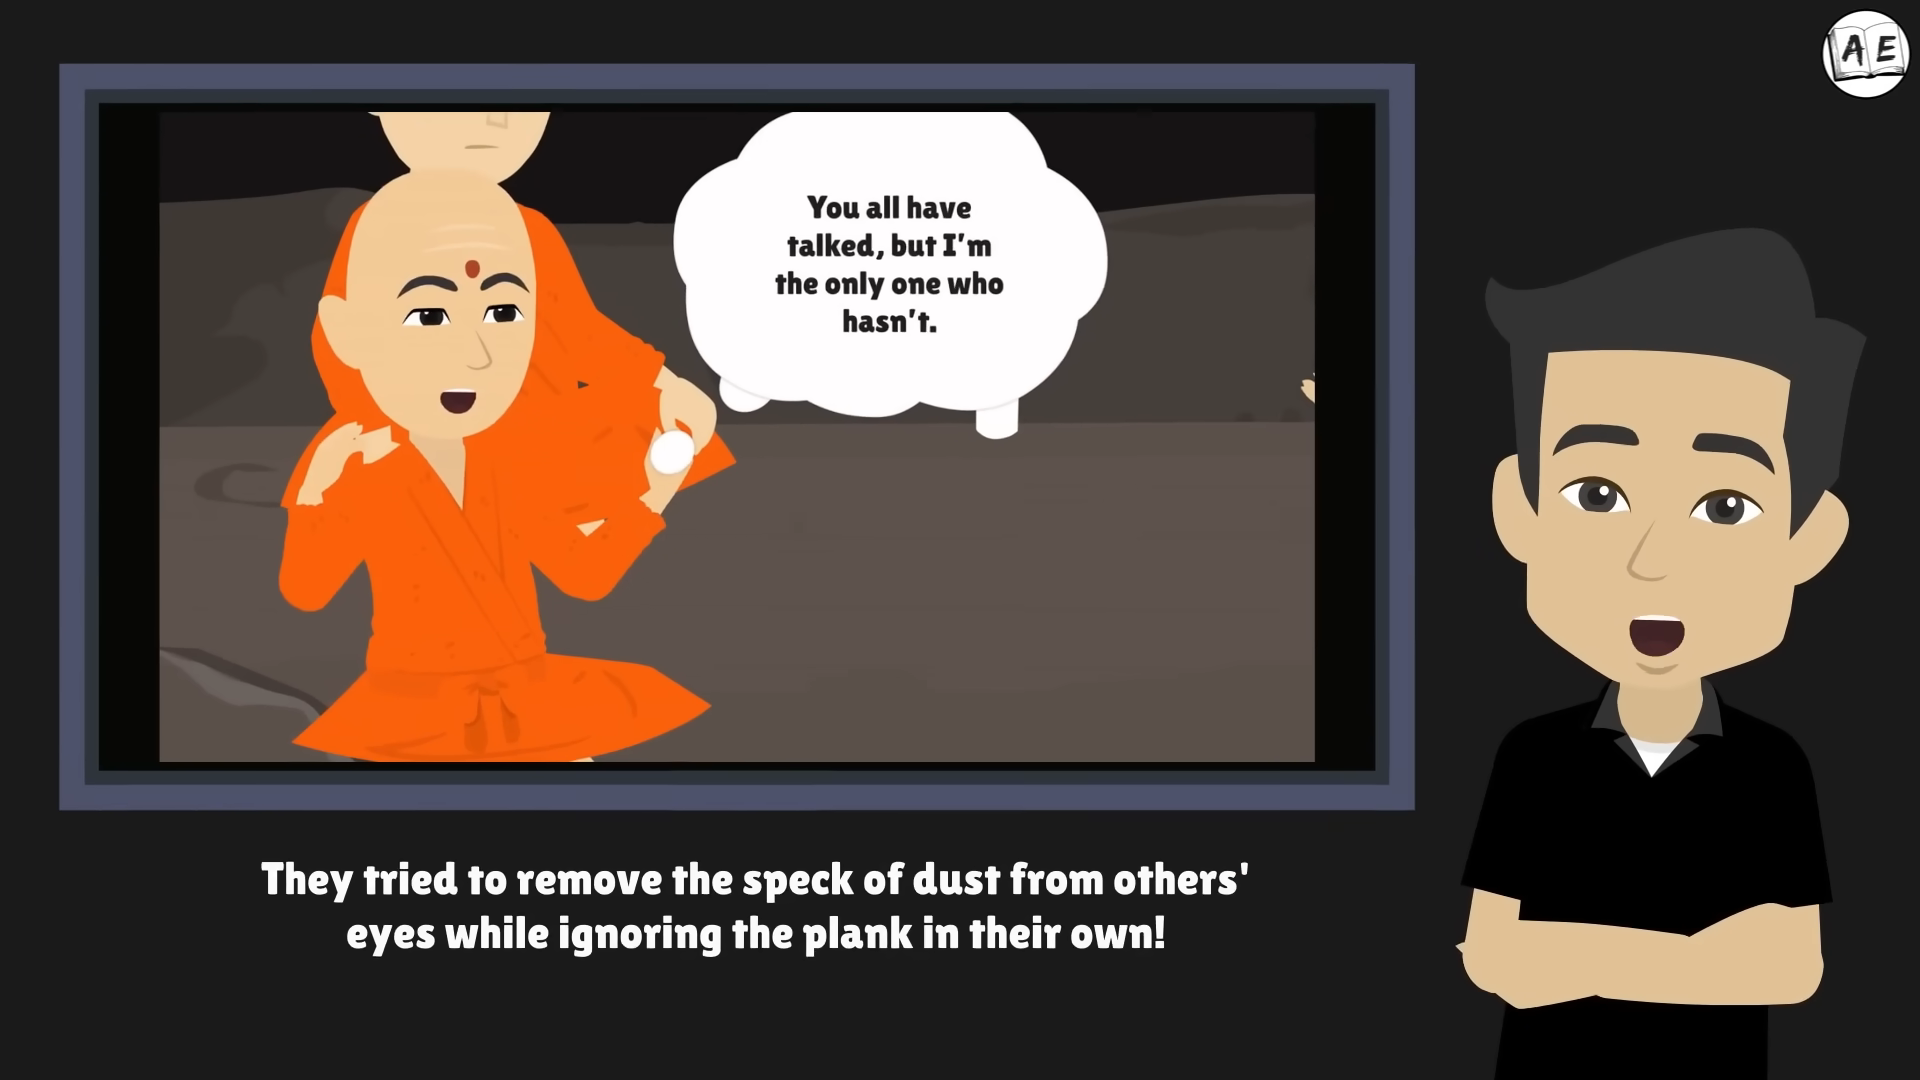 A E
You all have
talked, but I'm
the only one who
hasn't.
They tried to remove the speck of dust from others'
eyes while ignoring the plank in their own!